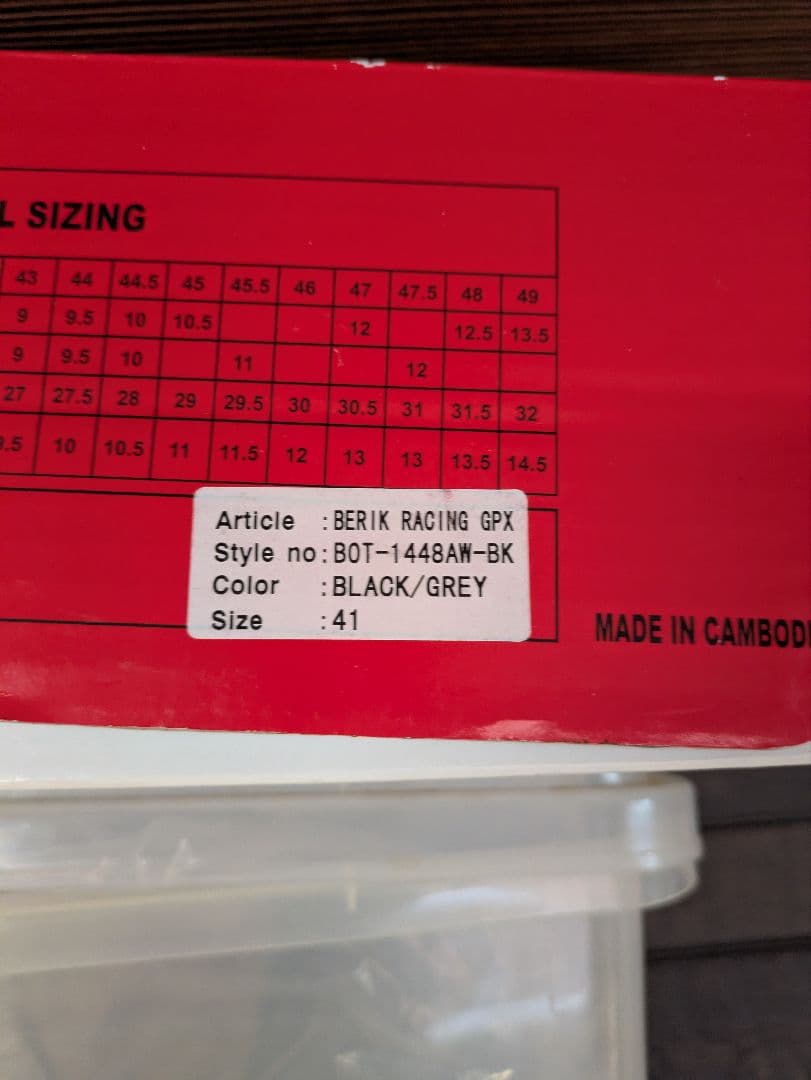 L SIZING
43 44 44.5 45 45.5 46 47 47.5 48 49
9 9.5 10 10.5 12 12.5 13.5
9 9.5 10 11 12
27 27.5 28 29 29.5 30 30.5 31 31.5 32
9.5 10 10.5 11 11.5 12 13 13 13.5 14.5
Article :BERIK RACING GPX
Style no:BOT-1448AW-BK
Color :BLACK/GREY
Size :41
MADE IN CAMBODI